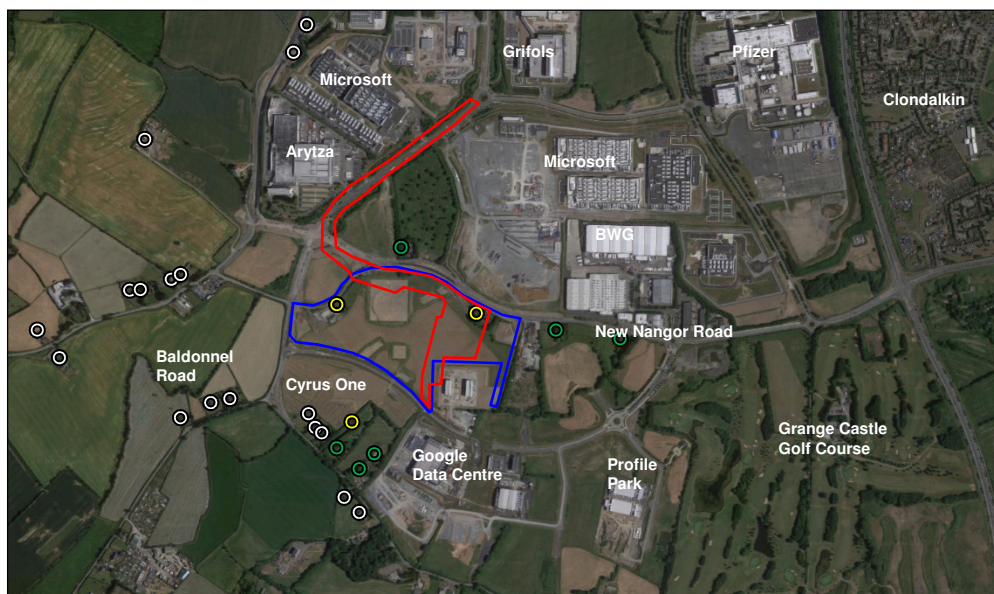 Grifols
Pfizer
Microsoft
Clondalkin
Arytza
Microsoft
BWG
New Nangor Road
Baldonnel
Road
Cyrus One
Grange Castle
Golf Course
Google
Data Centre
Profile
Park